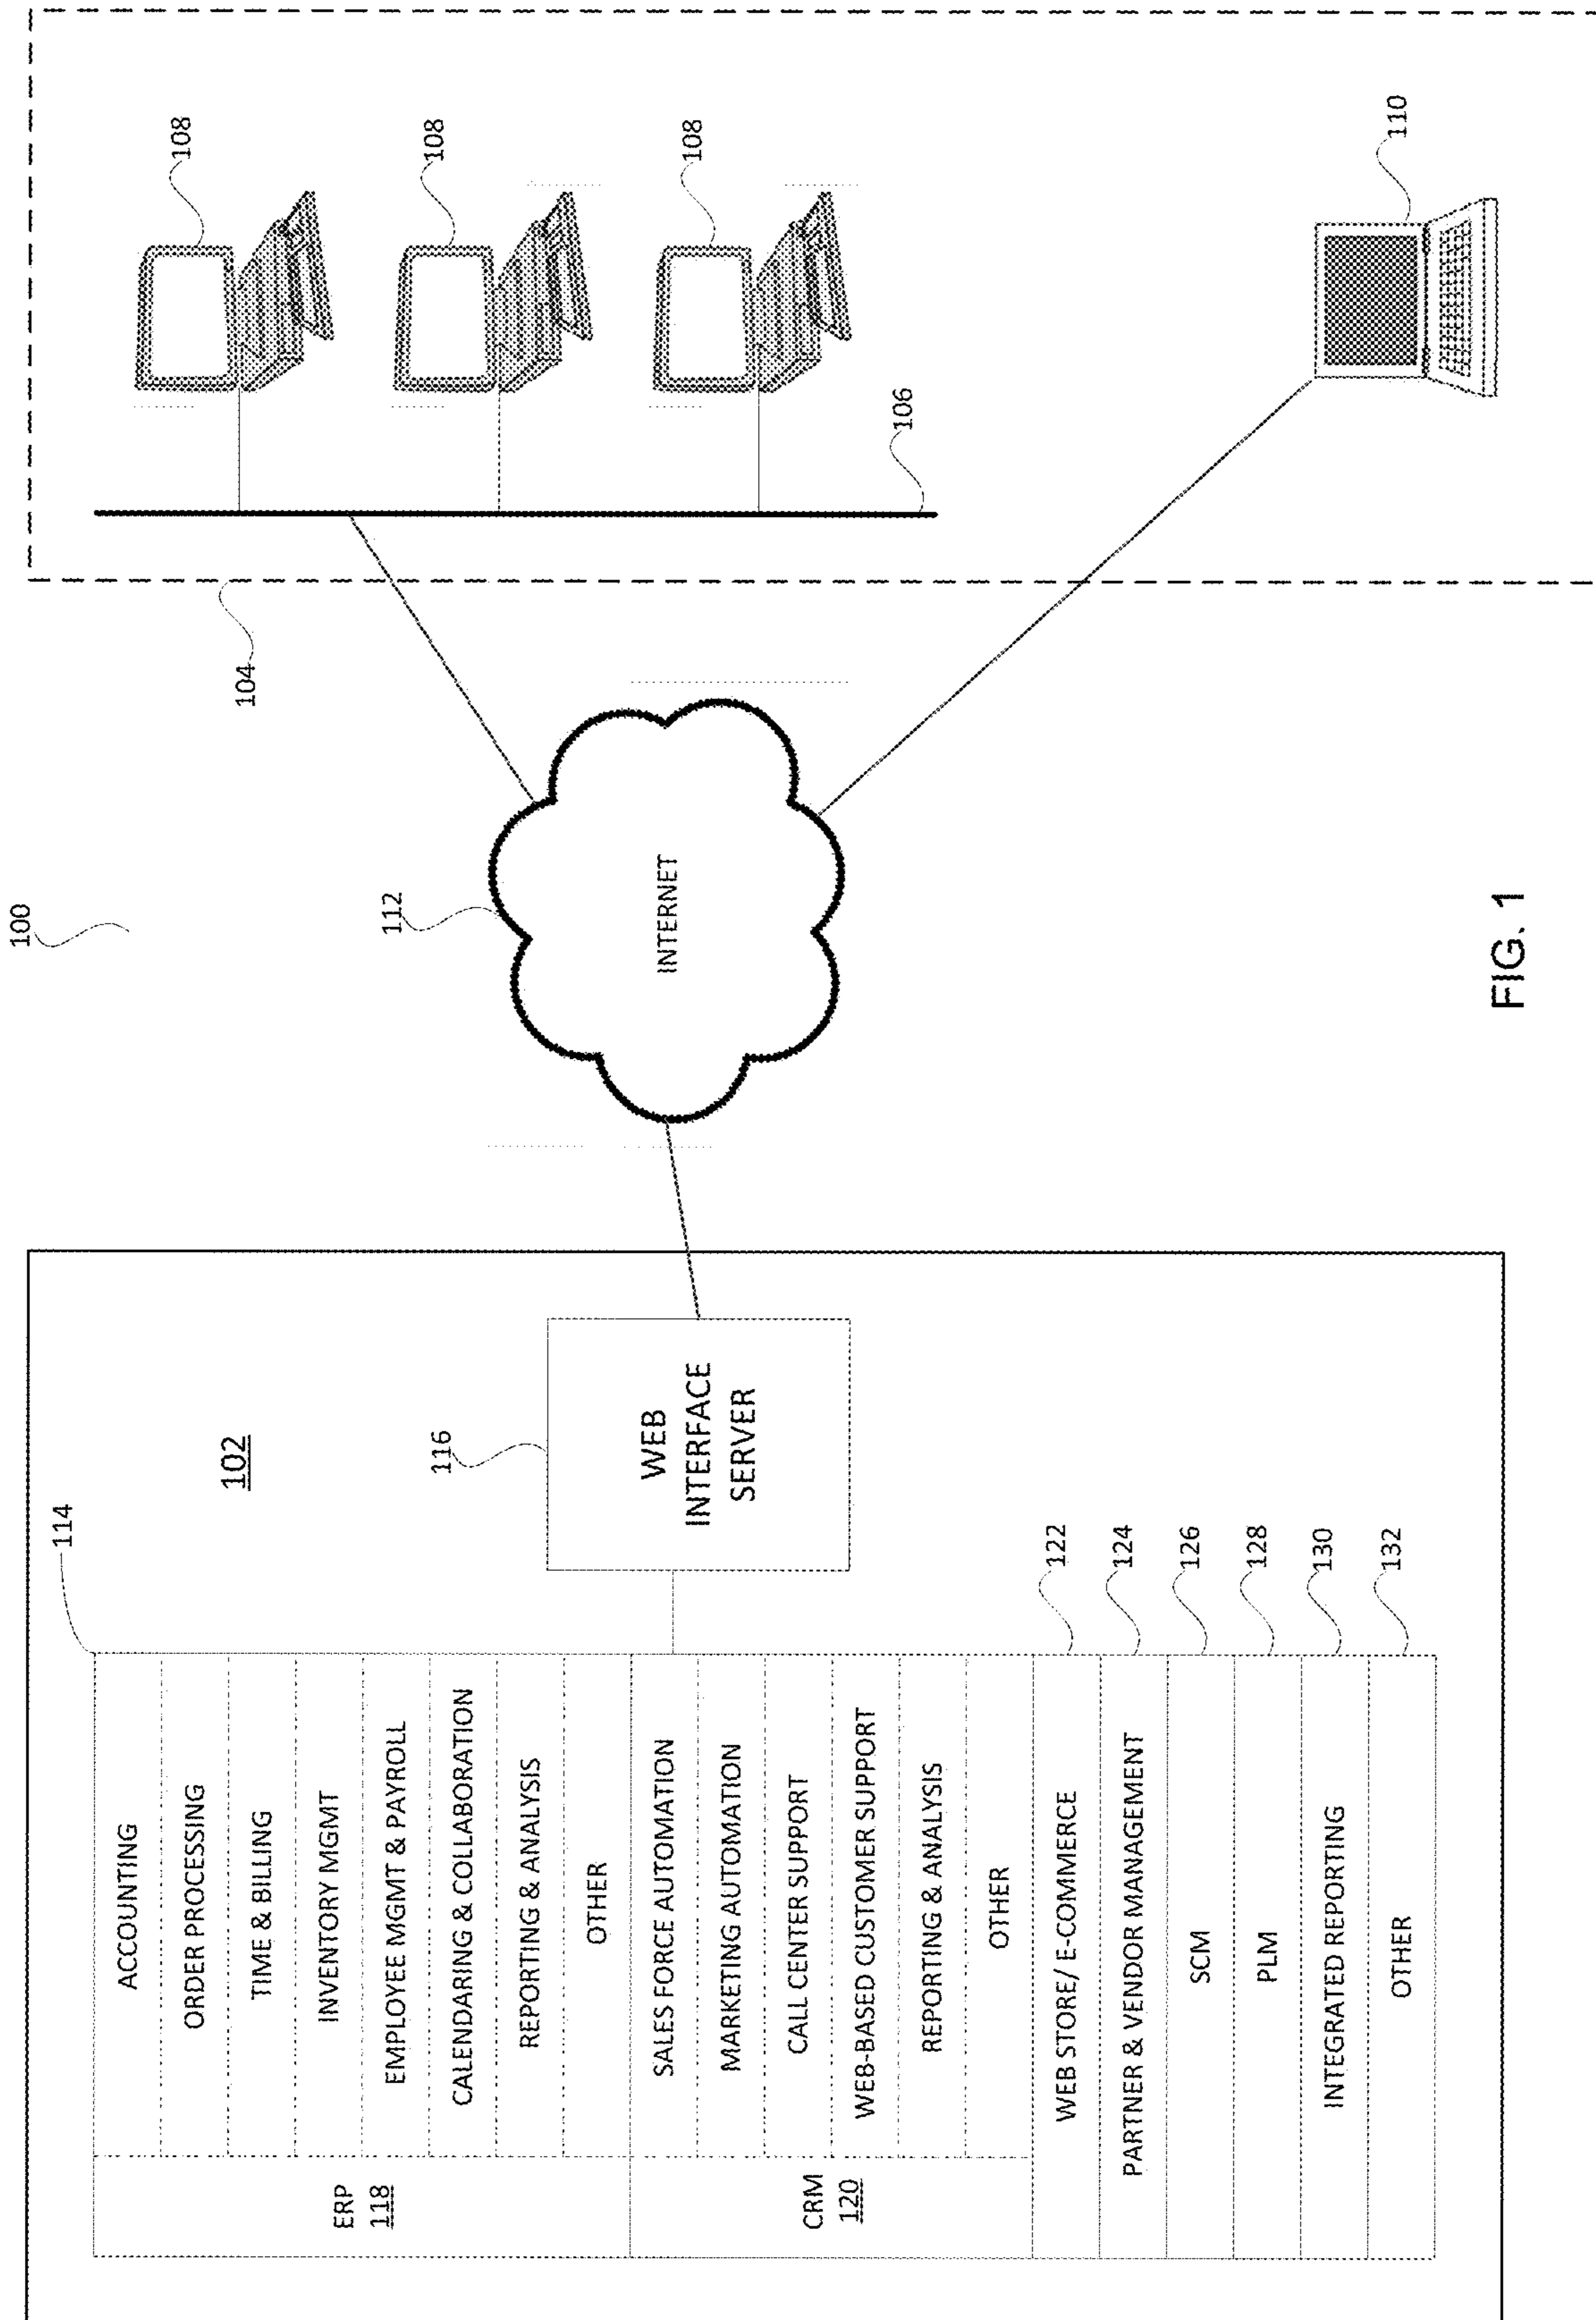 100
102
114
ERP
118
ACCOUNTING
ORDER PROCESSING
TIME & BILLING
INVENTORY MGMT
EMPLOYEE MGMT & PAYROLL
CALENDARING & COLLABORATION
REPORTING & ANALYSIS
OTHER
CRM
120
SALES FORCE AUTOMATION
MARKETING AUTOMATION
CALL CENTER SUPPORT
WEB-BASED CUSTOMER SUPPORT
REPORTING & ANALYSIS
OTHER
WEB STORE/ E-COMMERCE
122
PARTNER & VENDOR MANAGEMENT
124
SCM
126
PLM
128
INTEGRATED REPORTING
130
OTHER
132
116
WEB
INTERFACE
SERVER
112
INTERNET
104
106
108
108
108
110
FIG. 1